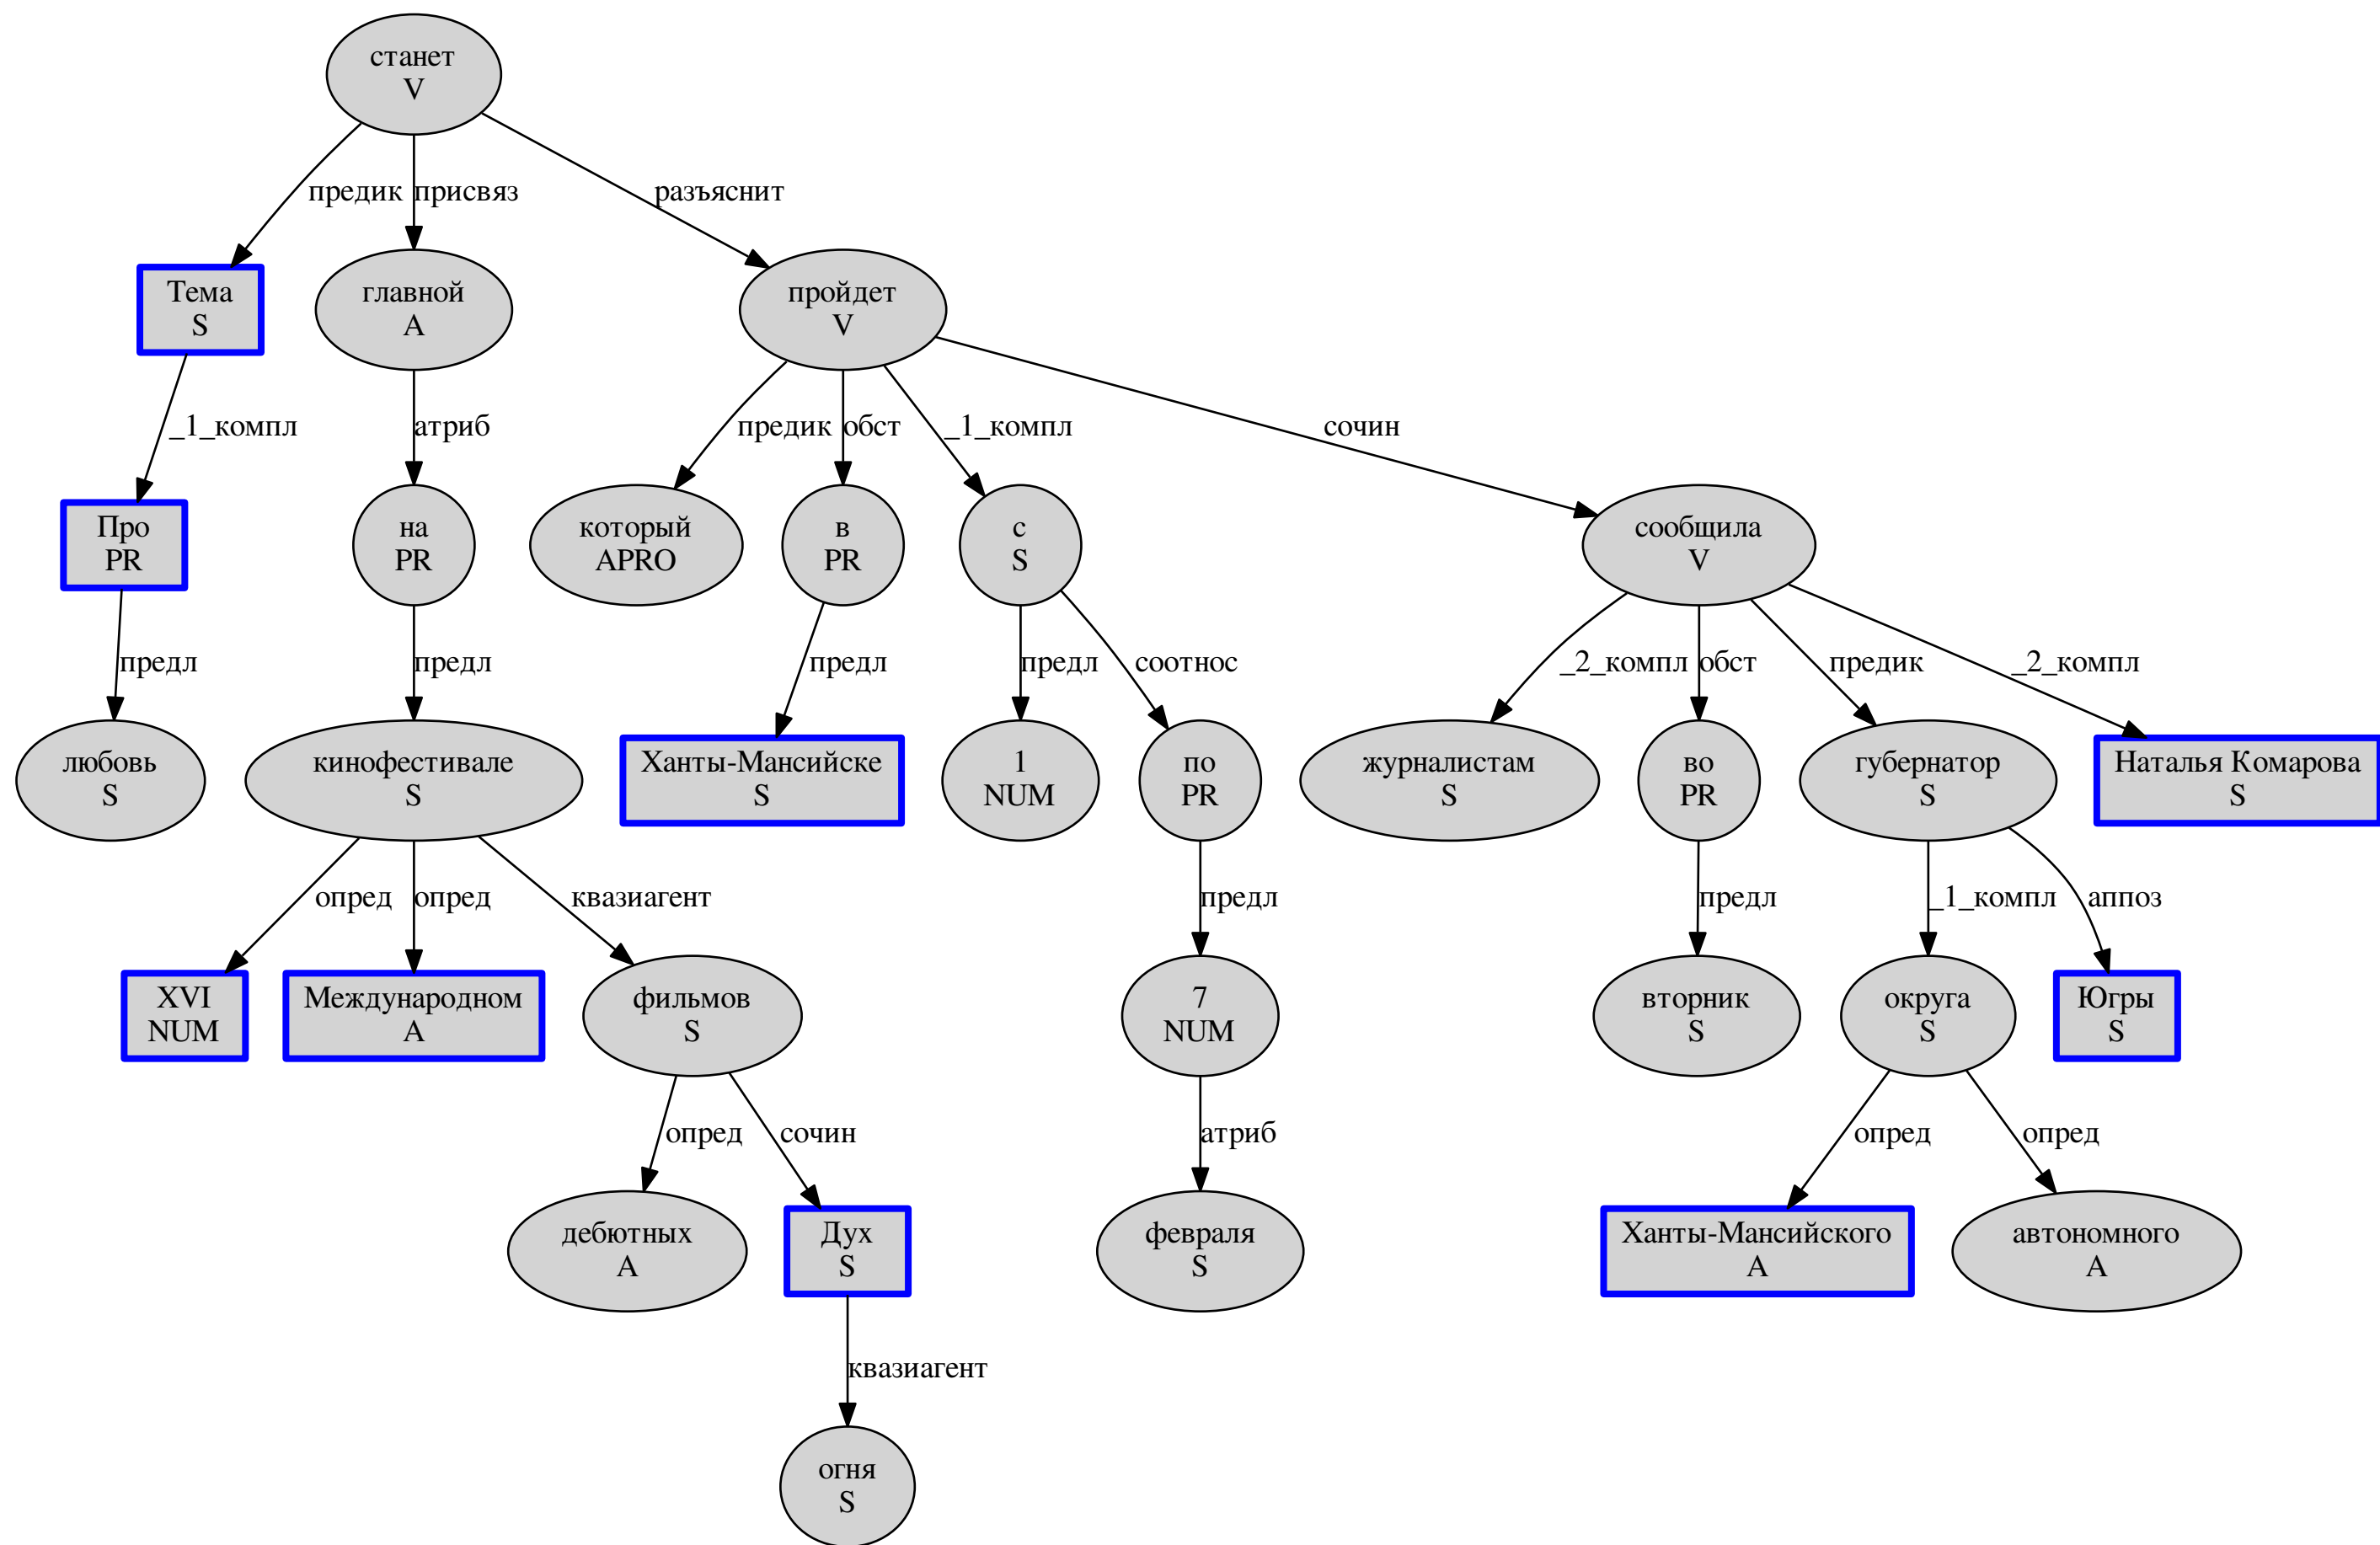 станет
V
предик
присвяз
разъяснит
Тема
S
главной
A
пройдет
V
_1_компл
атриб
предик
обст
_1_компл
сочин
Про
PR
на
PR
который
APRO
в
PR
с
S
сообщила
V
предл
предл
предл
предл
соотнос
_2_компл
обст
предик
_2_компл
любовь
S
кинофестивале
S
Ханты-Мансийске
S
1
NUM
по
PR
журналистам
S
во
PR
губернатор
S
Наталья Комарова
S
опред
опред
квазиагент
предл
предл
_1_компл
аппоз
XVI
NUM
Международном
A
фильмов
S
7
NUM
вторник
S
округа
S
Югры
S
опред
сочин
атриб
опред
опред
дебютных
A
Дух
S
февраля
S
Ханты-Мансийского
A
автономного
A
квазиагент
огня
S